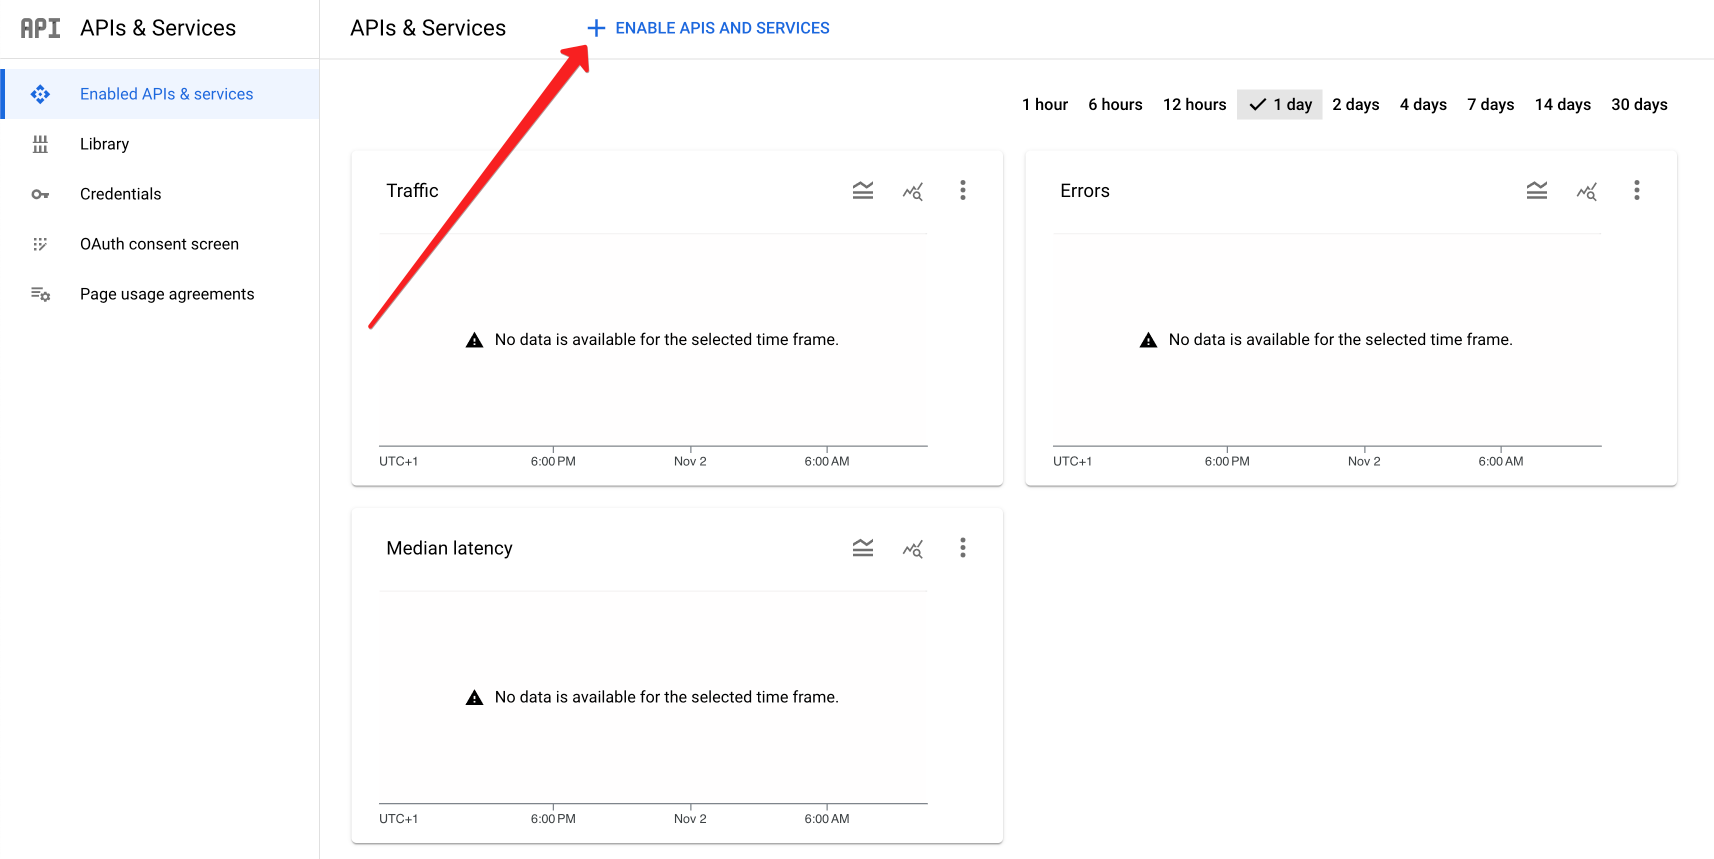 API APIs & Services
APIs & Services
ENABLE APIS AND SERVICES
Enabled APIs & services
Library
Credentials
OAuth consent screen
Page usage agreements
1 hour 6 hours 12 hours 1 day 2 days 4 days 7 days 14 days 30 days
Traffic
No data is available for the selected time frame.
UTC+1 6:00 PM Nov 2 6:00 AM
Errors
No data is available for the selected time frame.
UTC+1 6:00 PM Nov 2 6:00 AM
Median latency
No data is available for the selected time frame.
UTC+1 6:00 PM Nov 2 6:00 AM